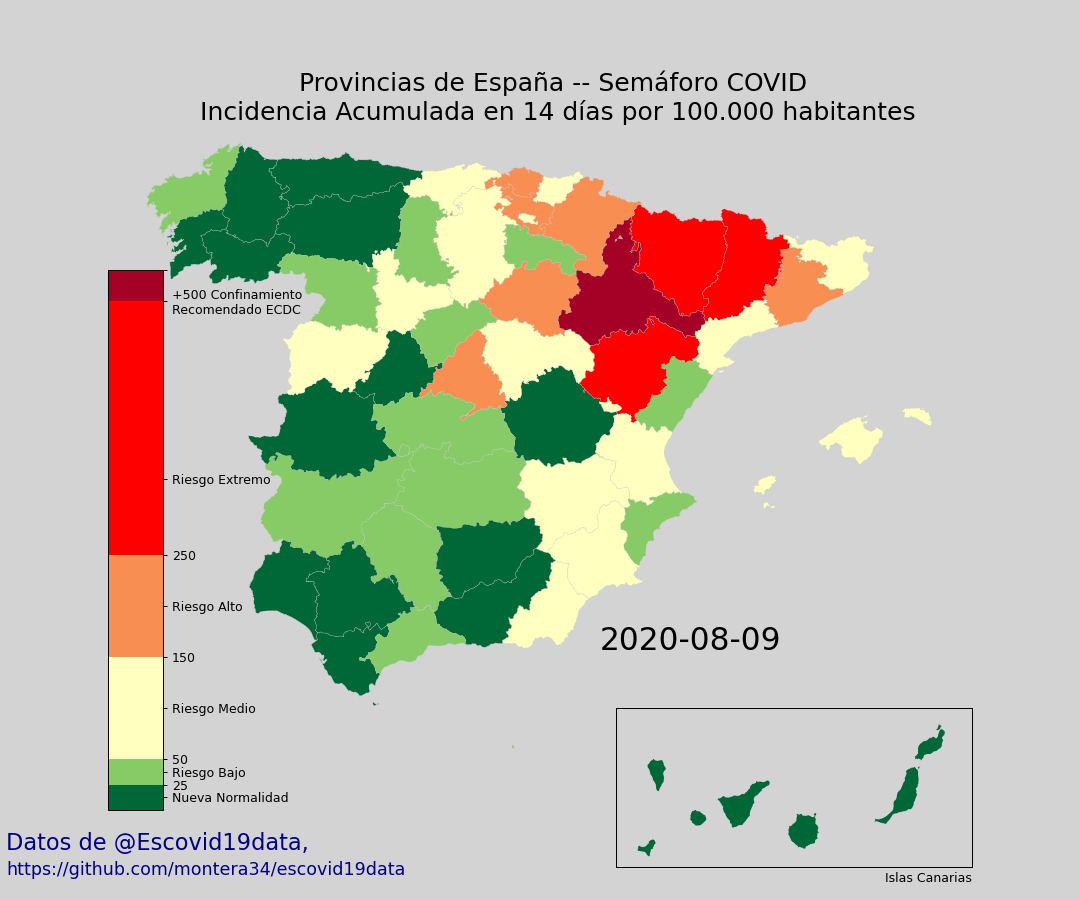 Provincias de España -- Semáforo COVID
Incidencia Acumulada en 14 días por 100.000 habitantes
+500 Confinamiento
Recomendado ECDC
Riesgo Extremo
250
Riesgo Alto
150
Riesgo Medio
50
Riesgo Bajo
25
Nueva Normalidad
2020-08-09
Islas Canarias
Datos de @Escovid19data,
https://github.com/montera34/escovid19data